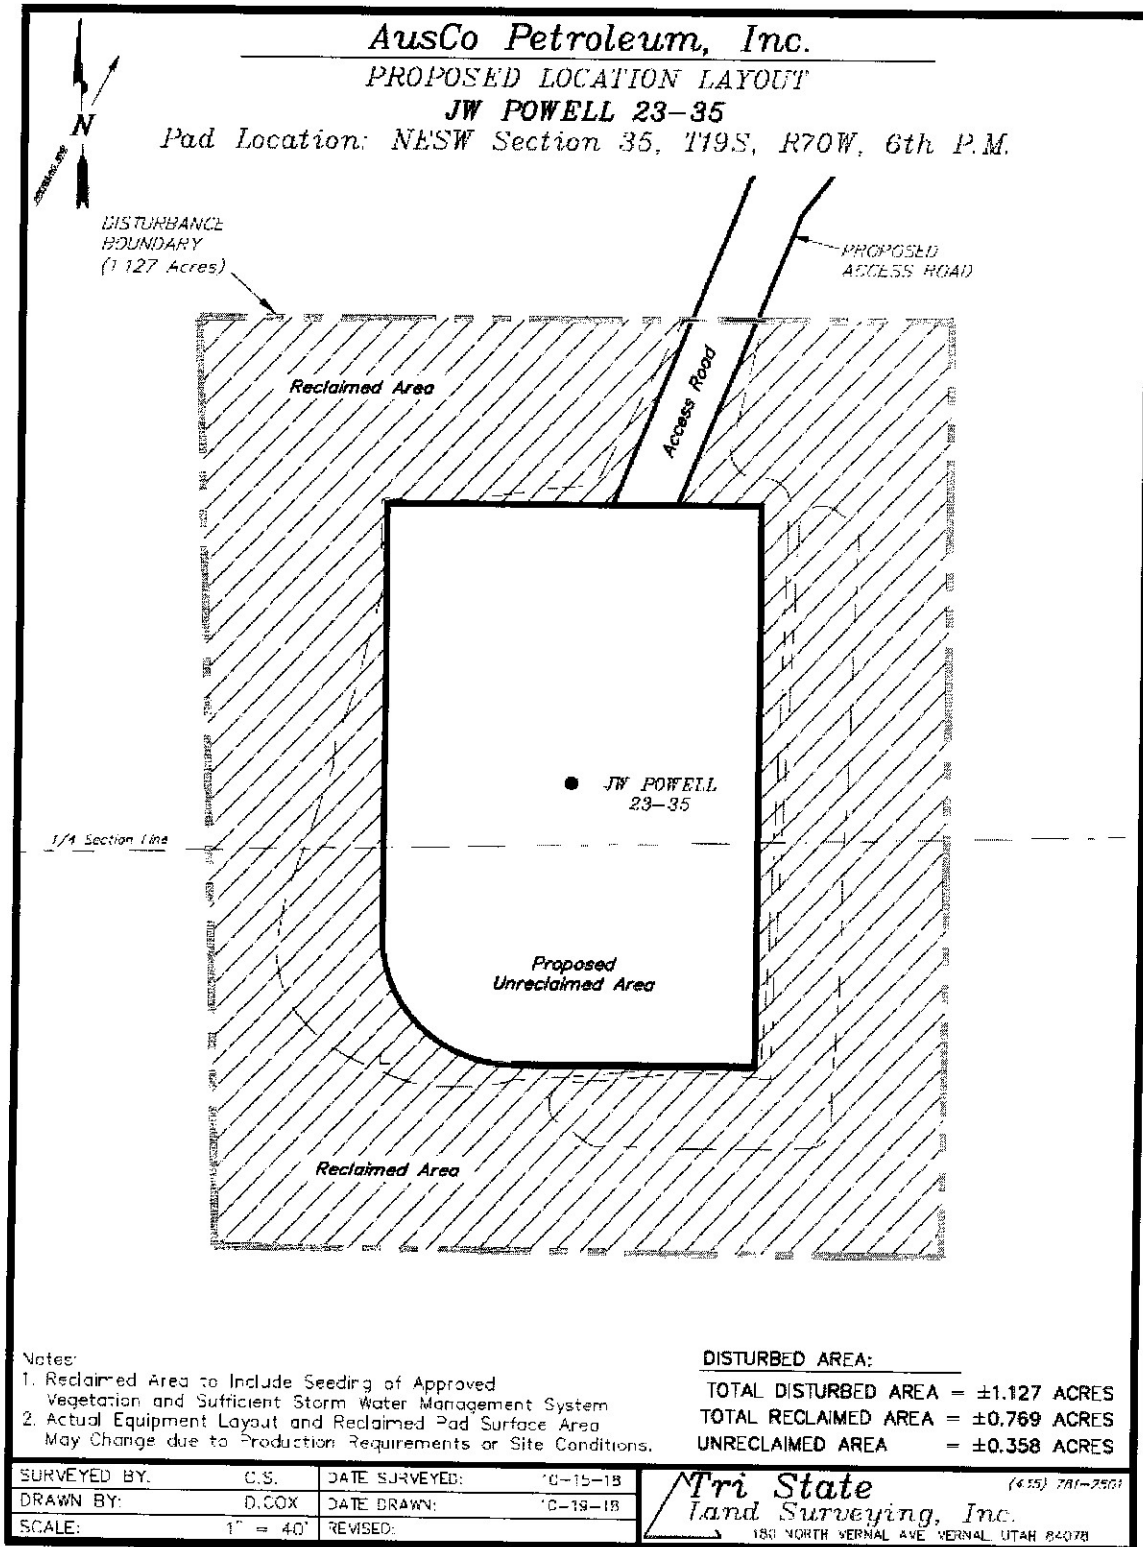 AusCo Petroleum, Inc.
PROPOSED LOCATION LAYOUT
JW POWELL 23-35
Pad Location: NESW Section 35, T19S, R70W, 6th P.M.
N
DISTURBANCE
BOUNDARY
(1.127 Acres)
PROPOSED
ACCESS ROAD
Reclaimed Area
Access Road
JW POWELL
23-35
1/4 Section Line
Proposed
Unreclaimed Area
Reclaimed Area
Notes:
1. Reclaimed Area to Include Seeding of Approved
Vegetation and Sufficient Storm Water Management System
2. Actual Equipment Layout and Reclaimed Pad Surface Area
May Change due to Production Requirements or Site Conditions.
DISTURBED AREA:
TOTAL DISTURBED AREA = ±1.127 ACRES
TOTAL RECLAIMED AREA = ±0.769 ACRES
UNRECLAIMED AREA = ±0.358 ACRES
SURVEYED BY: C.S. DATE SURVEYED: 10-15-18
DRAWN BY: D.COX DATE DRAWN: 10-19-18
SCALE: 1" = 40' REVISED:
Tri State
Land Surveying, Inc.
(435) 781-2501
180 NORTH VERNAL AVE. VERNAL, UTAH 84078